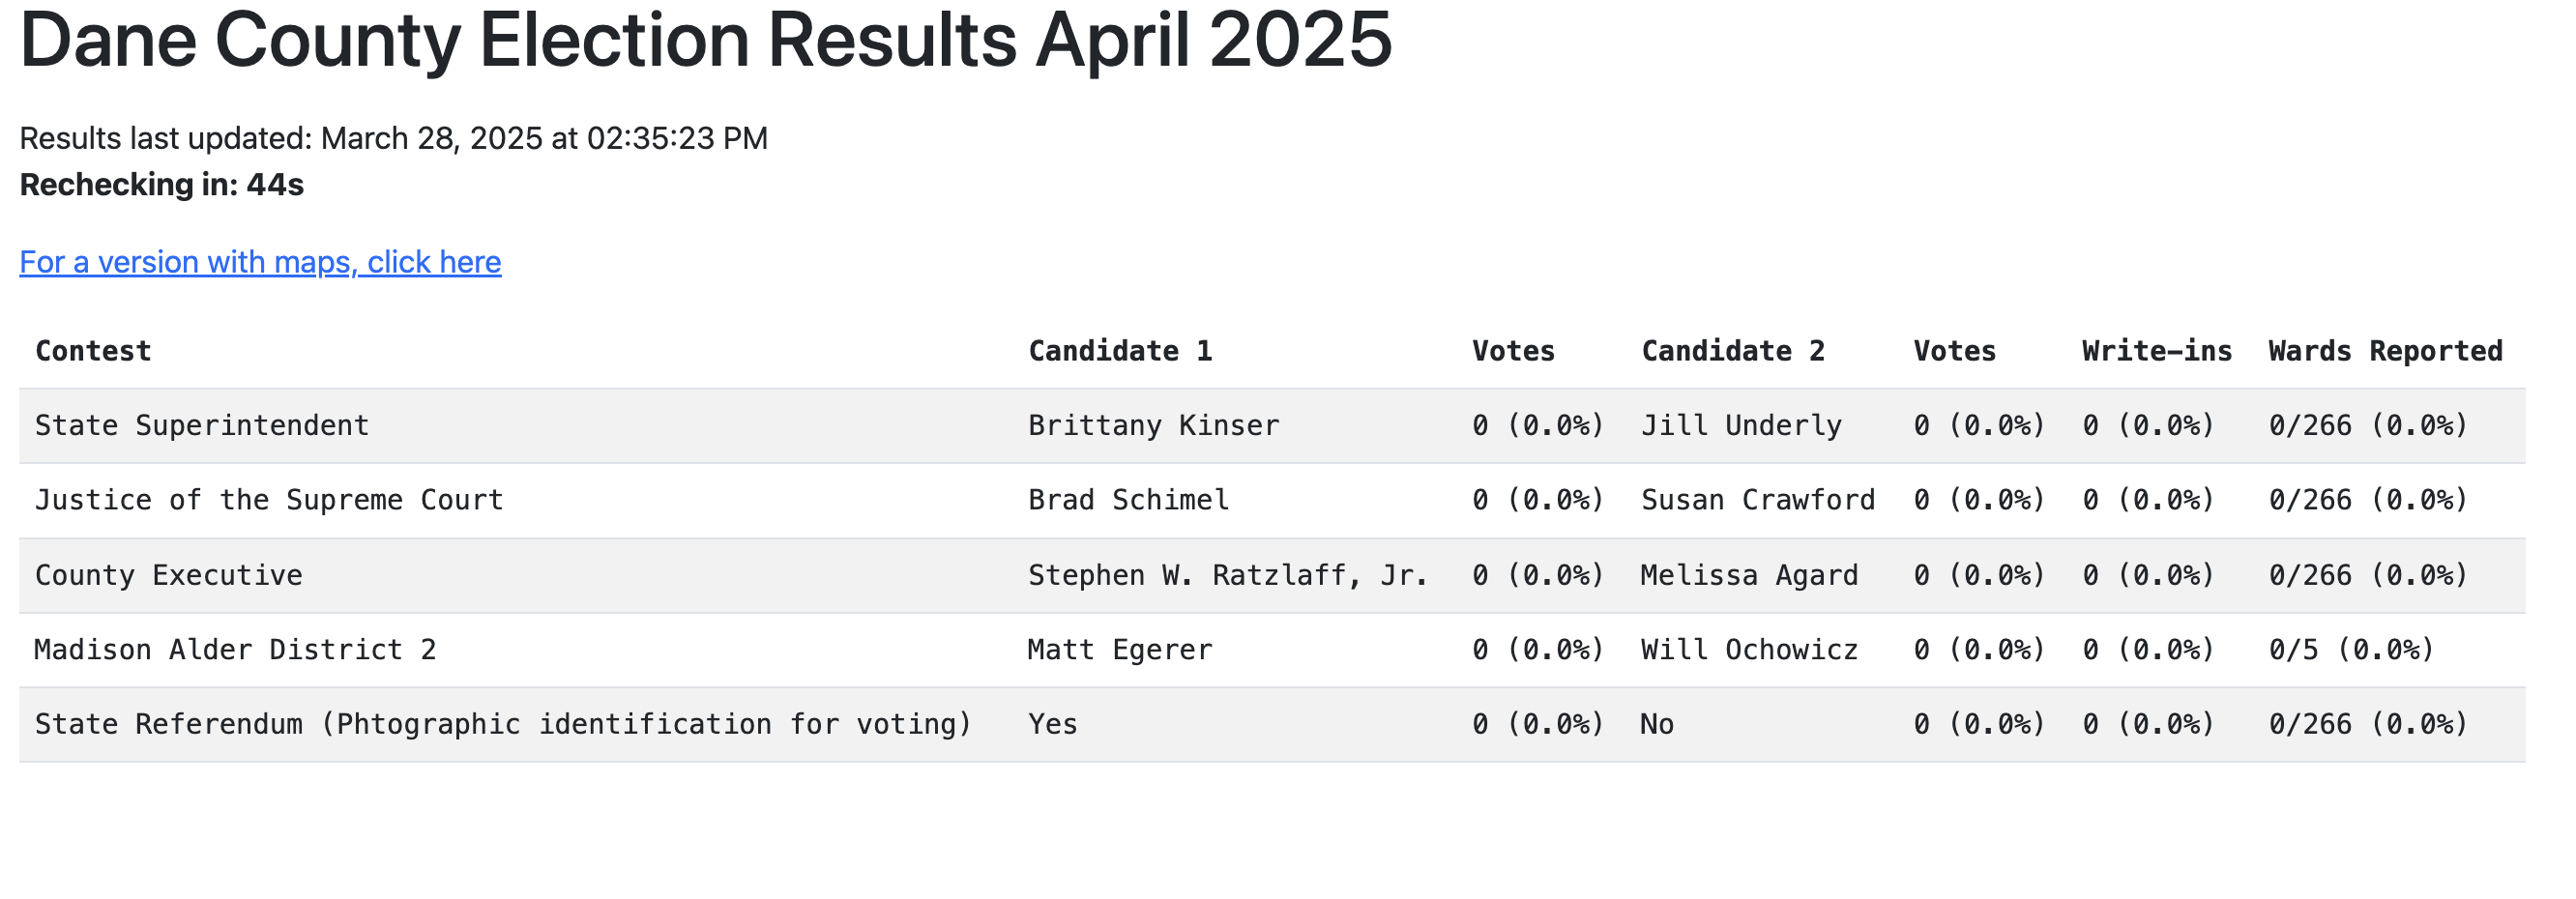 Dane County Election Results April 2025
Results last updated: March 28, 2025 at 02:35:23 PM
Rechecking in: 44s
For a version with maps, click here
Contest Candidate 1 Votes Candidate 2 Votes Write-ins Wards Reported
State Superintendent Brittany Kinser 0 (0.0%) Jill Underly 0 (0.0%) 0 (0.0%) 0/266 (0.0%)
Justice of the Supreme Court Brad Schimel 0 (0.0%) Susan Crawford 0 (0.0%) 0 (0.0%) 0/266 (0.0%)
County Executive Stephen W. Ratzlaff, Jr. 0 (0.0%) Melissa Agard 0 (0.0%) 0 (0.0%) 0/266 (0.0%)
Madison Alder District 2 Matt Egerer 0 (0.0%) Will Ochowicz 0 (0.0%) 0 (0.0%) 0/5 (0.0%)
State Referendum (Phtographic identification for voting) Yes 0 (0.0%) No 0 (0.0%) 0 (0.0%) 0/266 (0.0%)